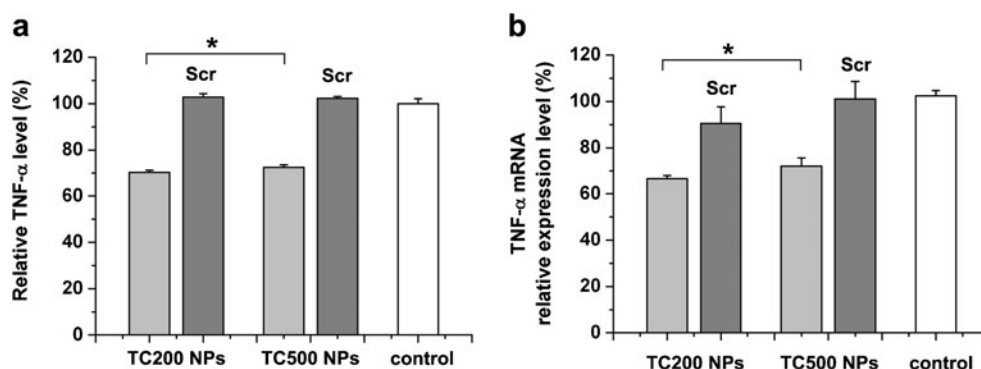 a
Relative TNF-α level (%)
120
100
80
60
40
20
0
*
Scr
Scr
TC200 NPs
TC500 NPs
control
b
TNF-α mRNA
relative expression level (%)
120
100
80
60
40
20
0
*
Scr
Scr
TC200 NPs
TC500 NPs
control